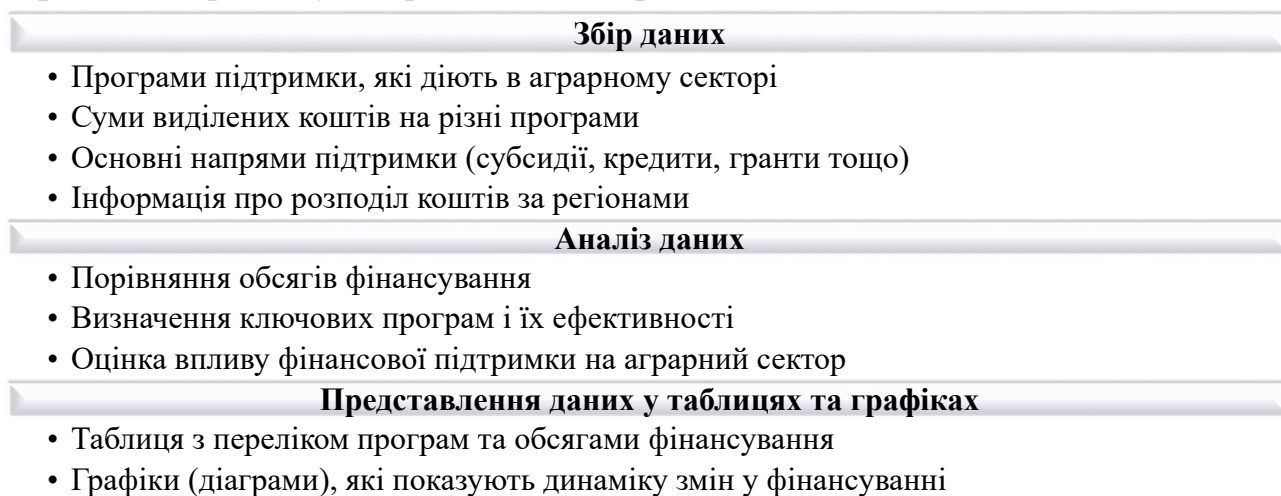 Збір даних
• Програми підтримки, які діють в аграрному секторі
• Суми виділених коштів на різні програми
• Основні напрями підтримки (субсидії, кредити, гранти тощо)
• Інформація про розподіл коштів за регіонами
Аналіз даних
• Порівняння обсягів фінансування
• Визначення ключових програм і їх ефективності
• Оцінка впливу фінансової підтримки на аграрний сектор
Представлення даних у таблицях та графіках
• Таблиця з переліком програм та обсягами фінансування
• Графіки (діаграми), які показують динаміку змін у фінансуванні